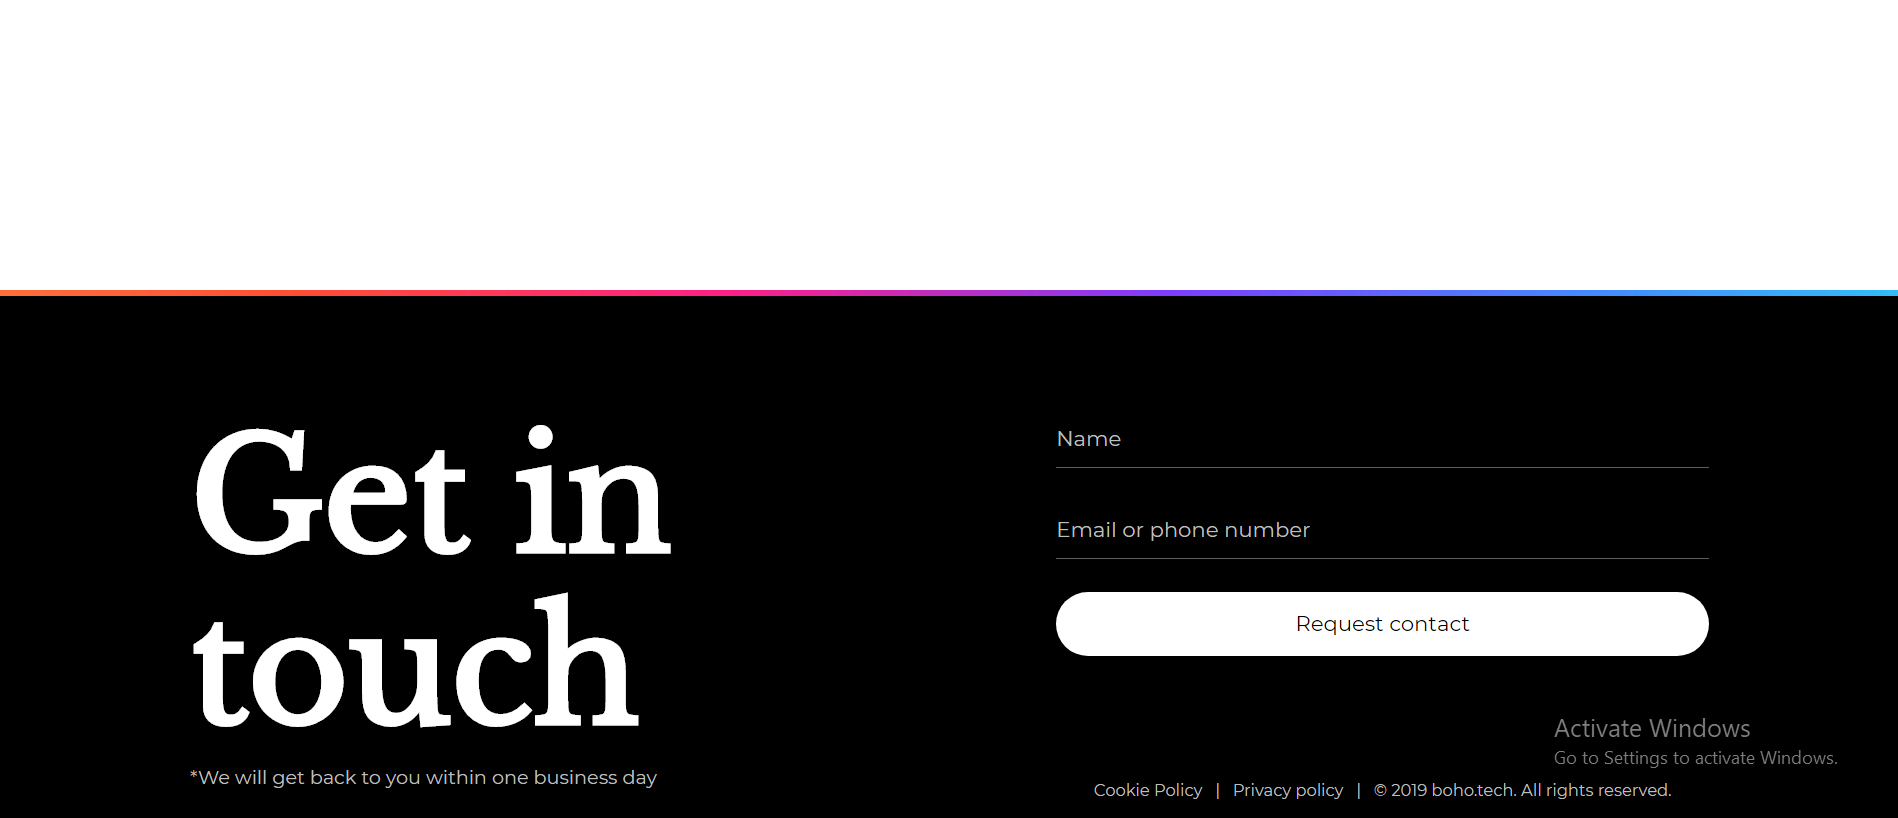 Get in
touch
*We will get back to you within one business day
Name
Email or phone number
Request contact
Activate Windows
Go to Settings to activate Windows.
Cookie Policy | Privacy policy | © 2019 boho.tech. All rights reserved.